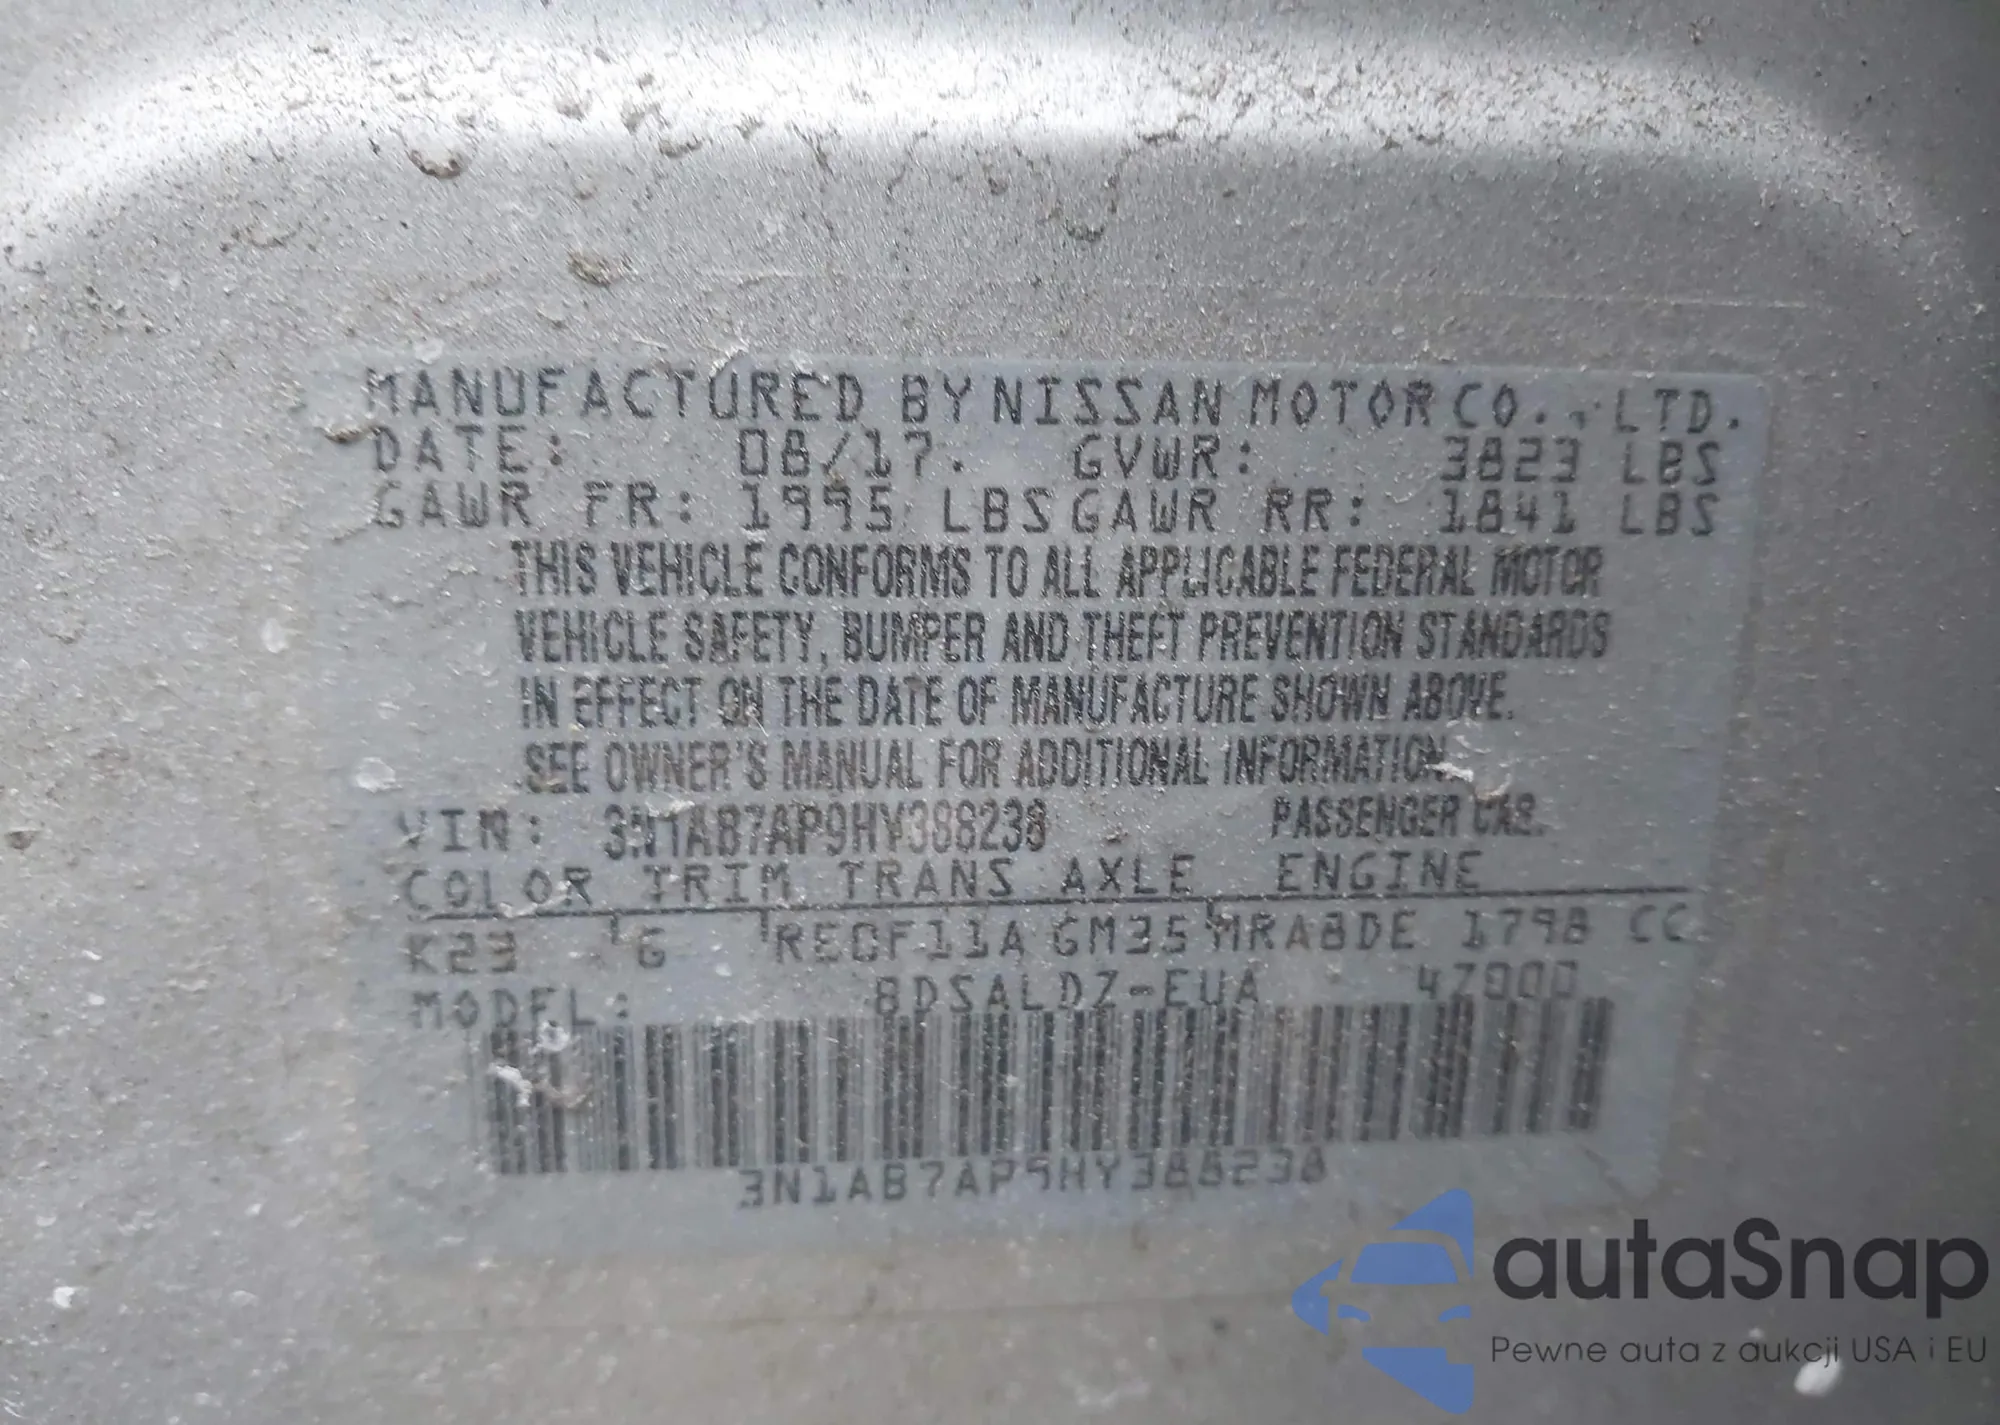 MANUFACTURED BY NISSAN MOTOR CO., LTD.
DATE: 08/17. GVWR: 3823 LBS
GAWR FR: 1995 LBS GAWR RR: 1841 LBS
THIS VEHICLE CONFORMS TO ALL APPLICABLE FEDERAL MOTOR
VEHICLE SAFETY, BUMPER AND THEFT PREVENTION STANDARDS
IN EFFECT ON THE DATE OF MANUFACTURE SHOWN ABOVE.
SEE OWNER'S MANUAL FOR ADDITIONAL INFORMATION.
VIN: 3N1AB7AP9HY388238 PASSENGER CAR.
COLOR TRIM TRANS AXLE ENGINE
K23 G RE0F11A GM35 MRA8DE 1798 CC
MODEL: BDSALDZ-EUA 47000
3N1AB7AP9HY388238
autaSnap
Pewne auta z aukcji USA i EU